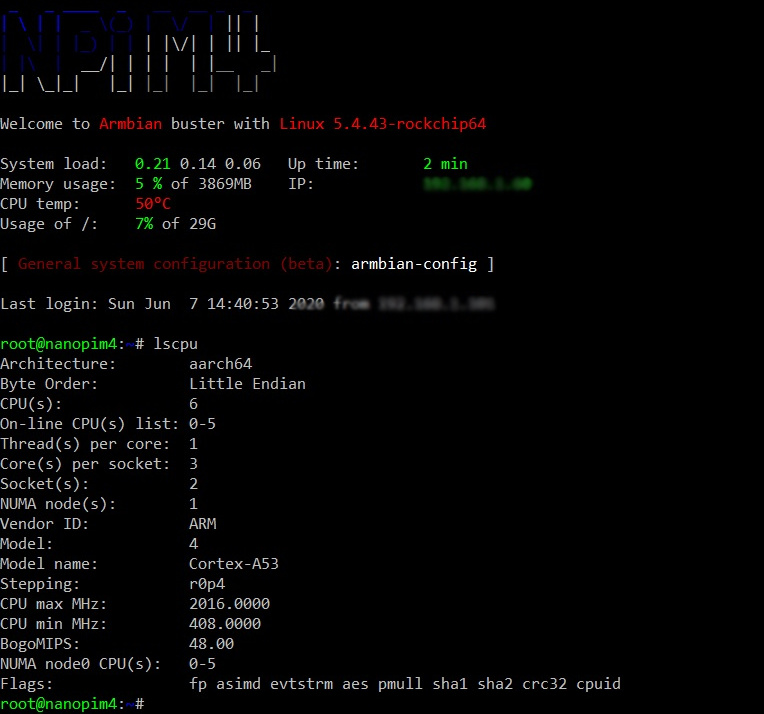 NPi M4
Welcome to Armbian buster with Linux 5.4.43-rockchip64
System load:   0.21 0.14 0.06   Up time:       2 min
Memory usage:  5 % of 3869MB    IP:
CPU temp:      50°C
Usage of /:    7% of 29G
[ General system configuration (beta): armbian-config ]
Last login: Sun Jun  7 14:40:53 2020 from
root@nanopim4:~# lscpu
Architecture:        aarch64
Byte Order:          Little Endian
CPU(s):              6
On-line CPU(s) list: 0-5
Thread(s) per core:  1
Core(s) per socket:  3
Socket(s):           2
NUMA node(s):        1
Vendor ID:           ARM
Model:               4
Model name:          Cortex-A53
Stepping:            r0p4
CPU max MHz:         2016.0000
CPU min MHz:         408.0000
BogoMIPS:            48.00
NUMA node0 CPU(s):   0-5
Flags:               fp asimd evtstrm aes pmull sha1 sha2 crc32 cpuid
root@nanopim4:~#